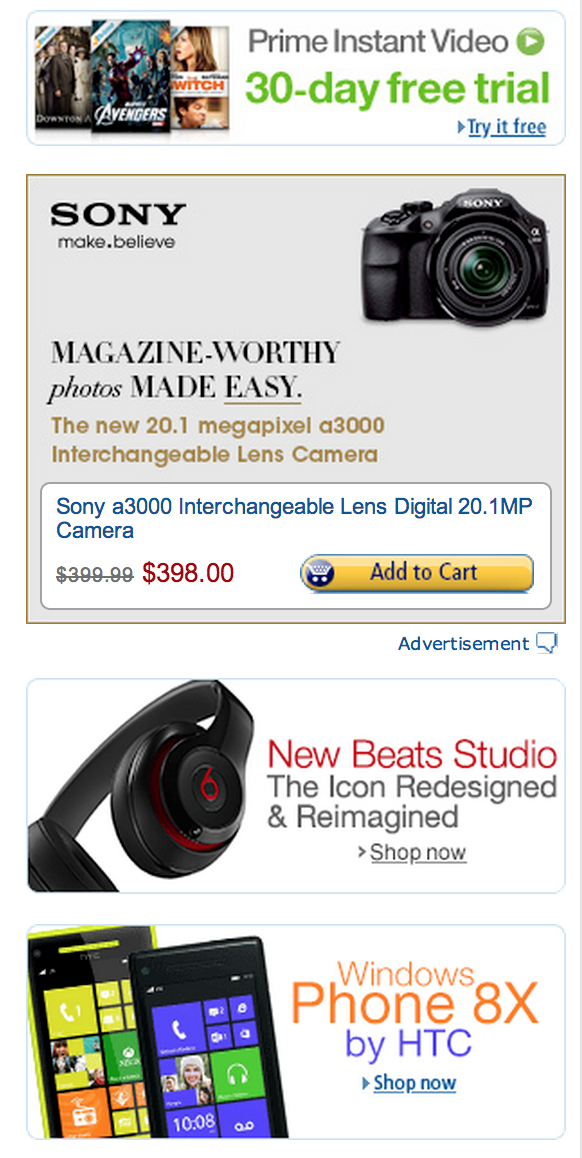 Prime Instant Video
30-day free trial
Try it free
DOWNTON A
AVENGERS
WITCH
SONY
make.believe
SONY
MAGAZINE-WORTHY
photos MADE EASY.
The new 20.1 megapixel a3000
Interchangeable Lens Camera
Sony a3000 Interchangeable Lens Digital 20.1MP
Camera
$399.99 $398.00
Add to Cart
Advertisement
New Beats Studio
The Icon Redesigned
& Reimagined
Shop now
Windows
Phone 8X
by HTC
Shop now
hTC
XBOX
10:08